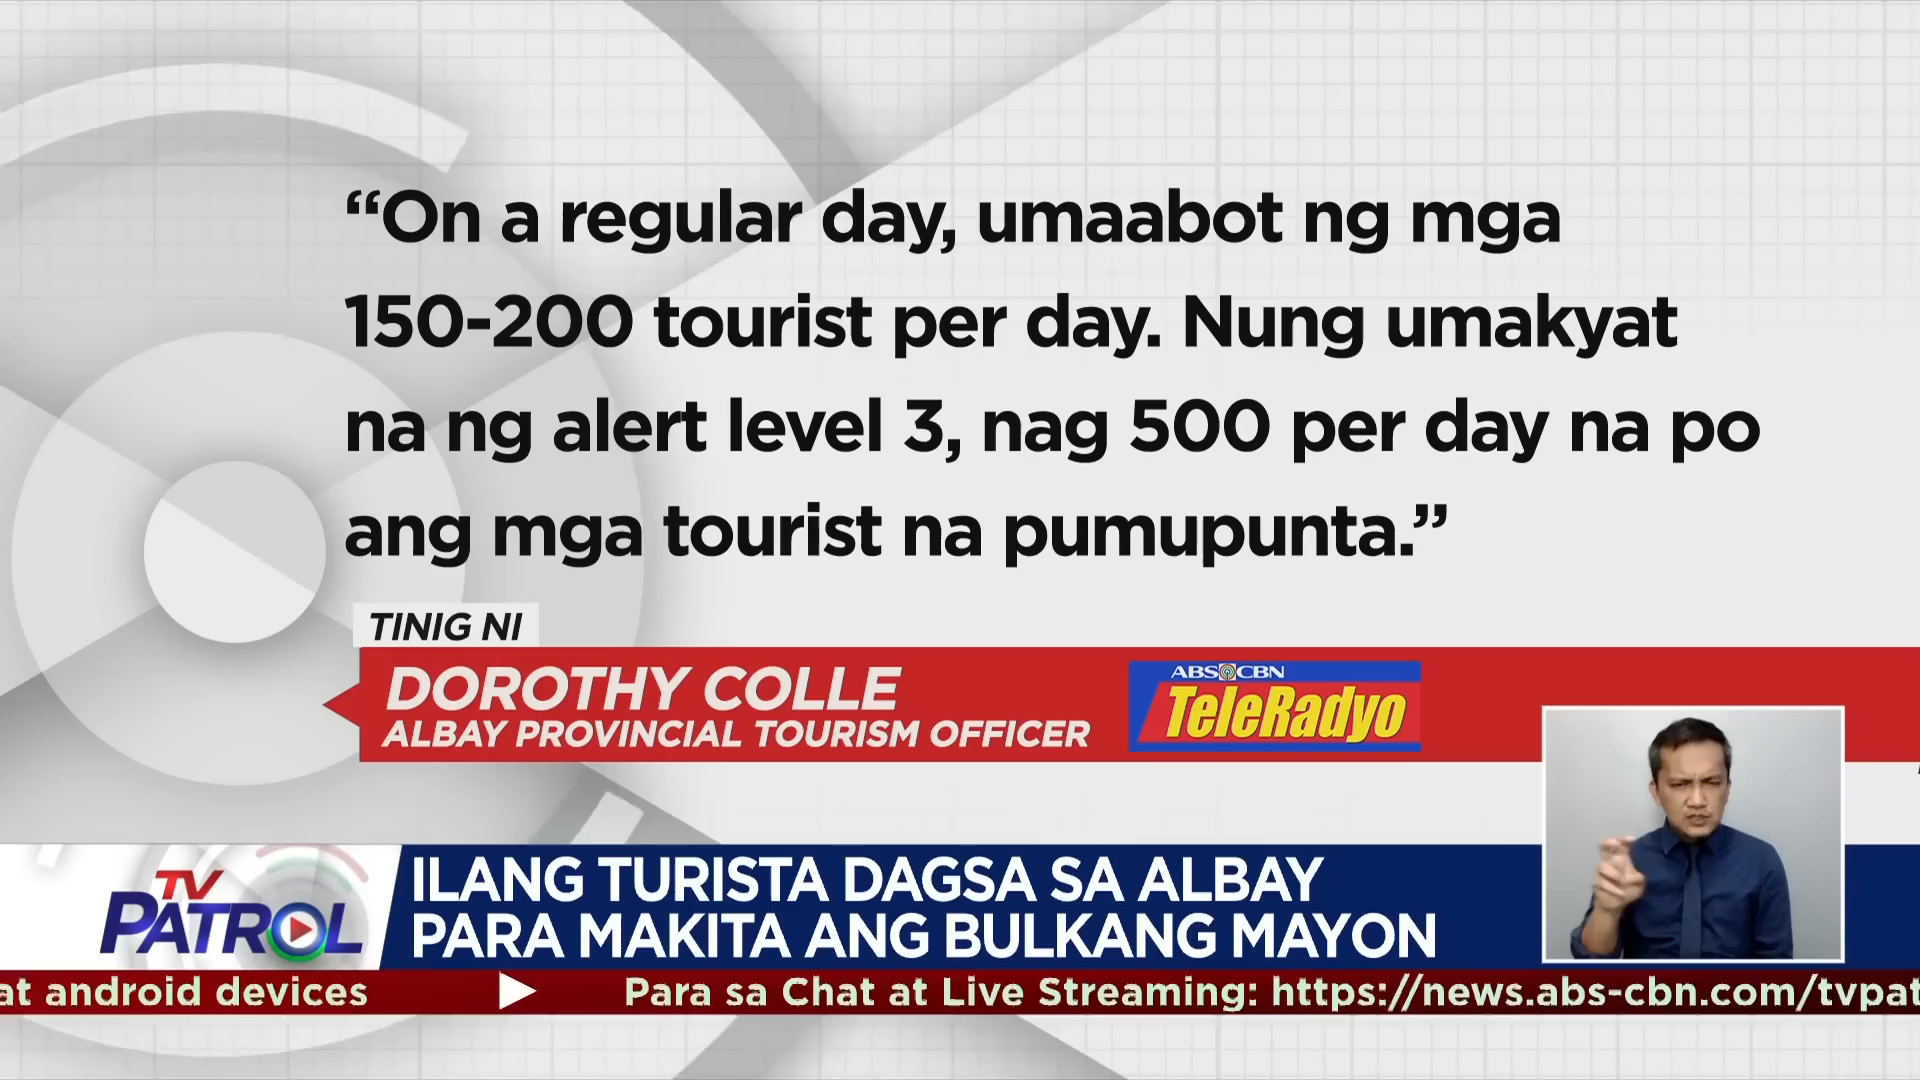 “On a regular day, umaabot ng mga
150-200 tourist per day. Nung umakyat
na ng alert level 3, nag 500 per day na po
ang mga tourist na pumupunta.”
TINIG NI
DOROTHY COLLE
ALBAY PROVINCIAL TOURISM OFFICER
ABS-CBN
TeleRadyo
TV
PATROL
ILANG TURISTA DAGSA SA ALBAY
PARA MAKITA ANG BULKANG MAYON
at android devices Para sa Chat at Live Streaming: https://news.abs-cbn.com/tvpat